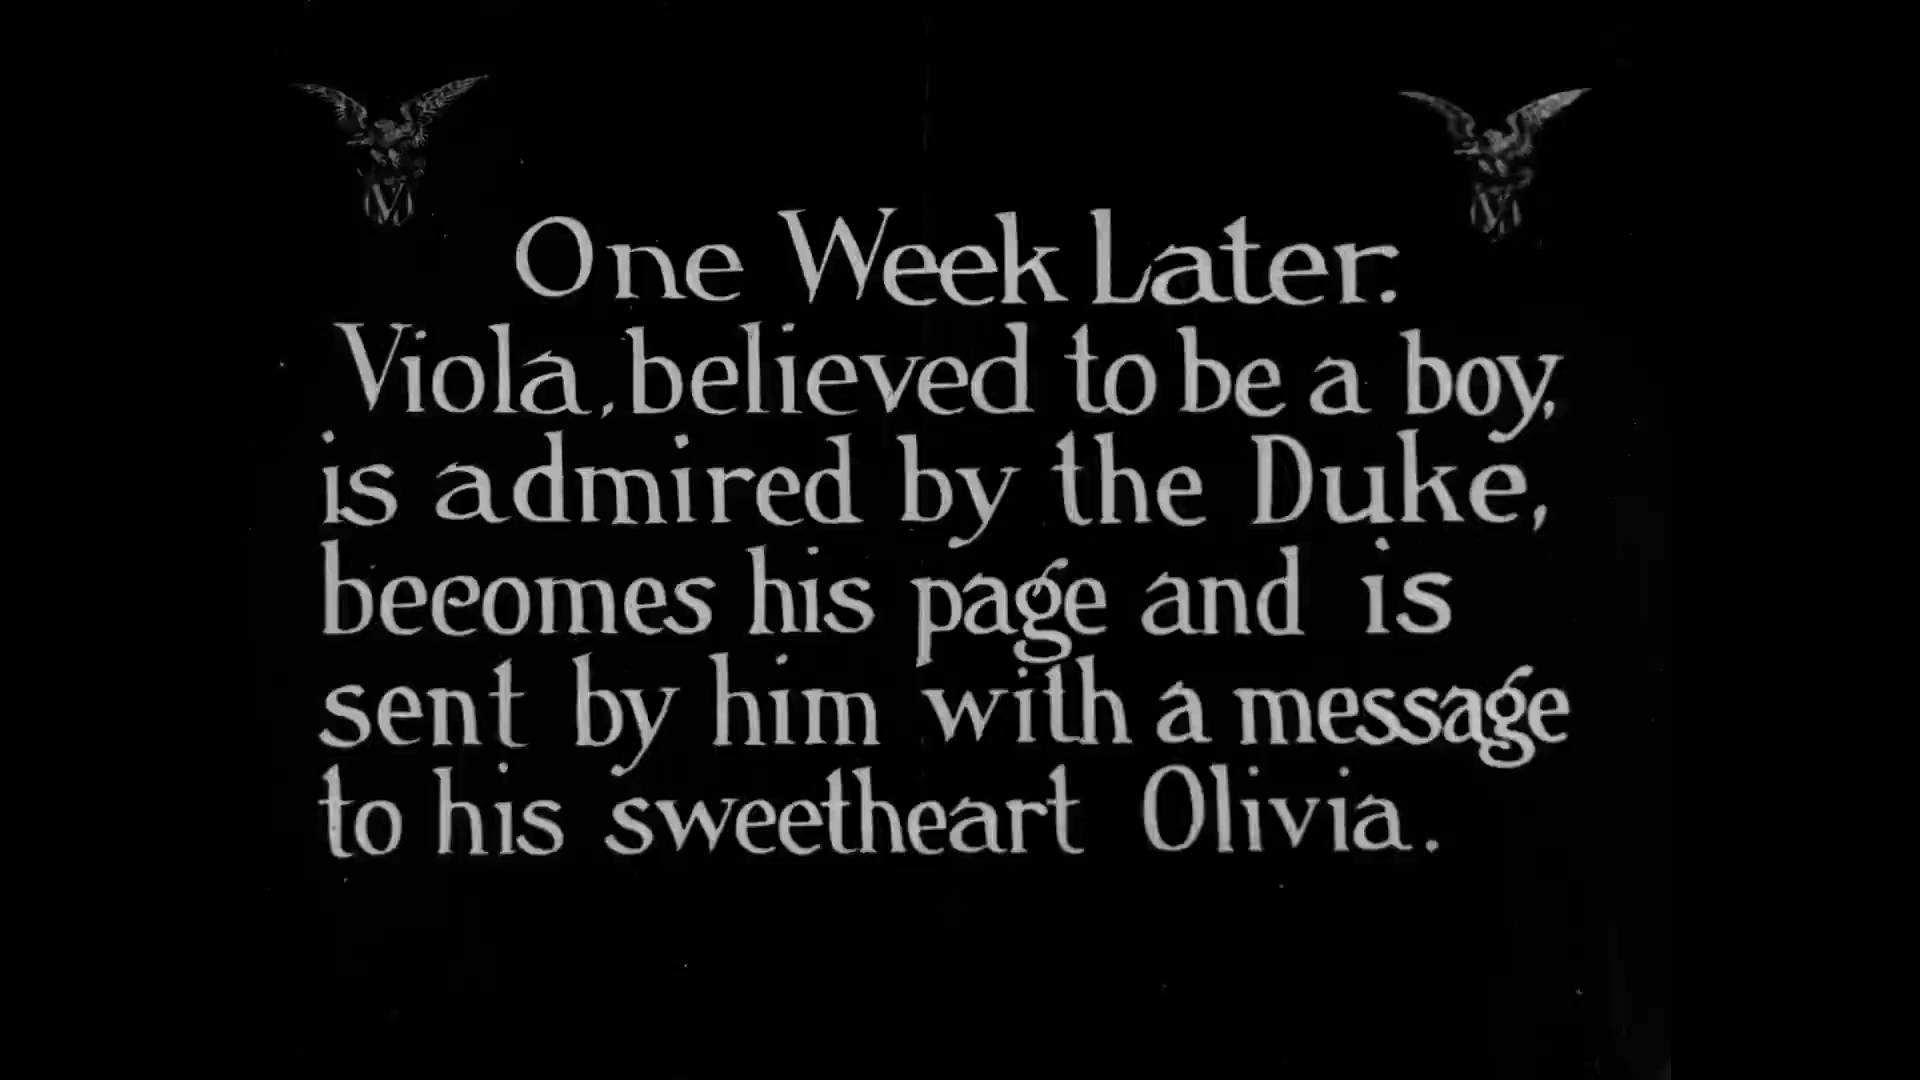 One Week Later.
Viola, believed to be a boy,
is admired by the Duke,
becomes his page and is
sent by him with a message
to his sweetheart Olivia.
V
V